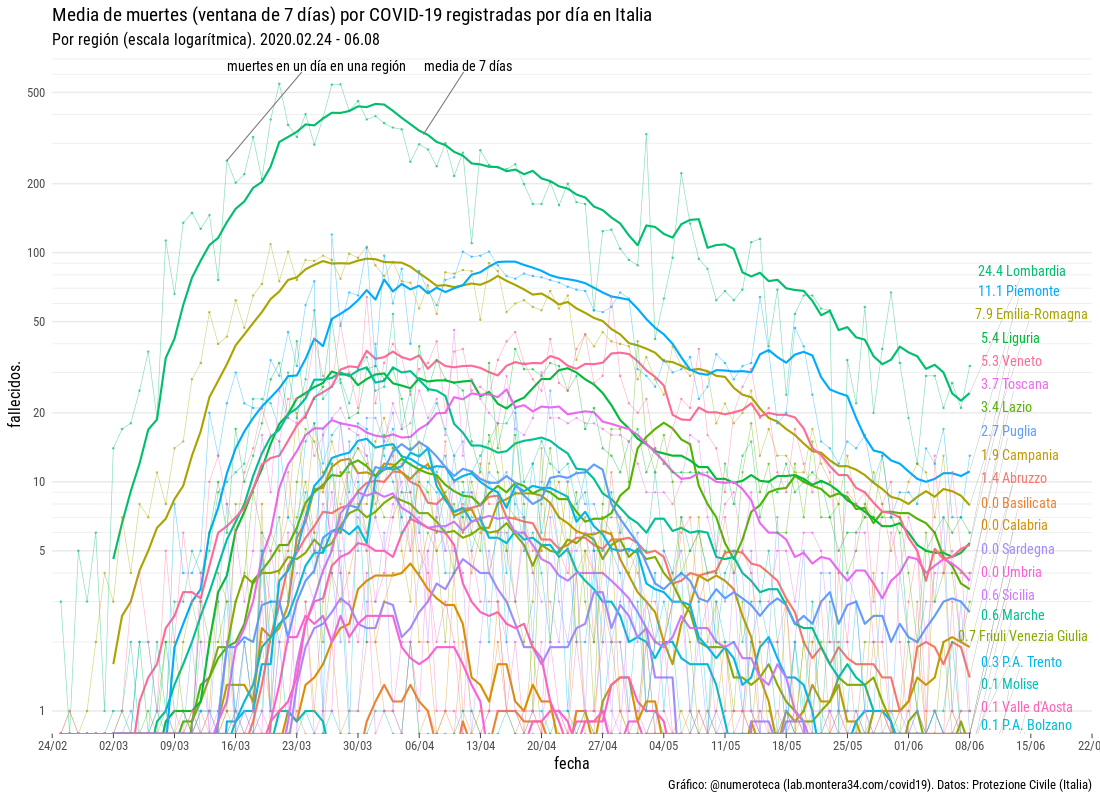 Media de muertes (ventana de 7 días) por COVID-19 registradas por día en Italia
Por región (escala logarítmica). 2020.02.24 - 06.08
muertes en un día en una región
media de 7 días
500
200
100
50
20
10
5
1
fallecidos.
24.4 Lombardia
11.1 Piemonte
7.9 Emilia-Romagna
5.4 Liguria
5.3 Veneto
3.7 Toscana
3.4 Lazio
2.7 Puglia
1.9 Campania
1.4 Abruzzo
0.0 Basilicata
0.0 Calabria
0.0 Sardegna
0.0 Umbria
0.6 Sicilia
0.6 Marche
0.7 Friuli Venezia Giulia
0.3 P.A. Trento
0.1 Molise
0.1 Valle d'Aosta
0.1 P.A. Bolzano
24/02 02/03 09/03 16/03 23/03 30/03 06/04 13/04 20/04 27/04 04/05 11/05 18/05 25/05 01/06 08/06 15/06 22/0
fecha
Gráfico: @numeroteca (lab.montera34.com/covid19). Datos: Protezione Civile (Italia)